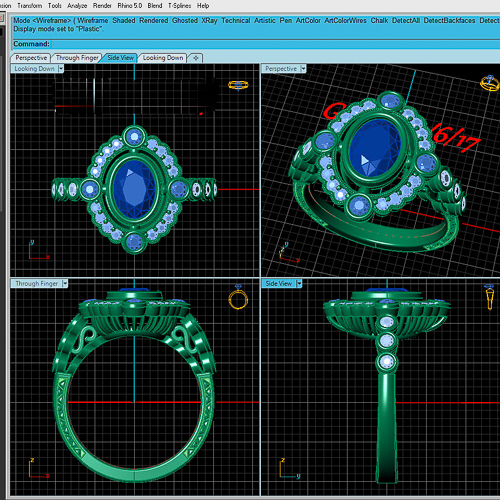 Transform Tools Analyze Render Rhino 5.0 Blend T-Splines Help
Mode <Wireframe> ( Wireframe Shaded Rendered Ghosted XRay Technical Artistic Pen ArtColor ArtColorWires Chalk DetectAll DetectBackfaces Detect
Display mode set to "Plastic".
Command:
Perspective Through Finger Side View Looking Down
Looking Down Perspective
G /6/17
y
x
z
y
x
Through Finger Side View
z
x
z
y